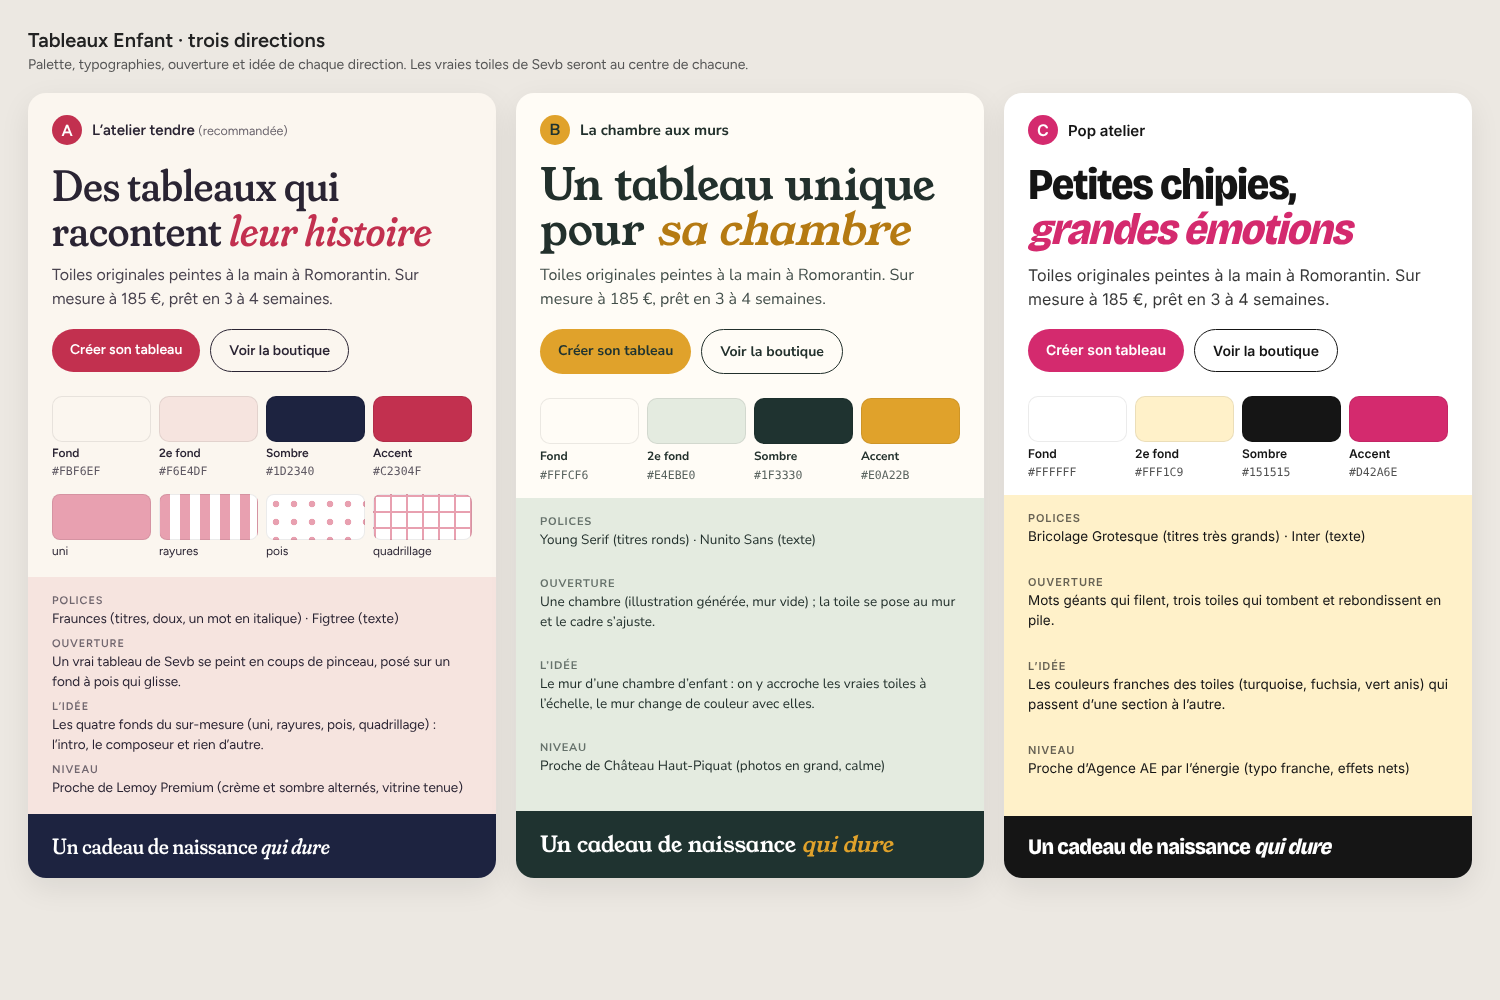 Tableaux Enfant · trois directions
Palette, typographies, ouverture et idée de chaque direction. Les vraies toiles de Sevb seront au centre de chacune.
A L’atelier tendre (recommandée)
Des tableaux qui
racontent leur histoire
Toiles originales peintes à la main à Romorantin. Sur
mesure à 185 €, prêt en 3 à 4 semaines.
Créer son tableau Voir la boutique
Fond 2e fond Sombre Accent
#FBF6EF #F6E4DF #1D2340 #C2304F
uni rayures pois quadrillage
POLICES
Fraunces (titres, doux, un mot en italique) · Figtree (texte)
OUVERTURE
Un vrai tableau de Sevb se peint en coups de pinceau, posé sur un
fond à pois qui glisse.
L’IDÉE
Les quatre fonds du sur-mesure (uni, rayures, pois, quadrillage) :
l’intro, le composeur et rien d’autre.
NIVEAU
Proche de Lemoy Premium (crème et sombre alternés, vitrine tenue)
Un cadeau de naissance qui dure
B La chambre aux murs
Un tableau unique
pour sa chambre
Toiles originales peintes à la main à Romorantin. Sur
mesure à 185 €, prêt en 3 à 4 semaines.
Créer son tableau Voir la boutique
Fond 2e fond Sombre Accent
#FFFCF6 #E4EBE0 #1F3330 #E0A22B
POLICES
Young Serif (titres ronds) · Nunito Sans (texte)
OUVERTURE
Une chambre (illustration générée, mur vide) ; la toile se pose au mur
et le cadre s’ajuste.
L’IDÉE
Le mur d’une chambre d’enfant : on y accroche les vraies toiles à
l’échelle, le mur change de couleur avec elles.
NIVEAU
Proche de Château Haut-Piquat (photos en grand, calme)
Un cadeau de naissance qui dure
C Pop atelier
Petites chipies,
grandes émotions
Toiles originales peintes à la main à Romorantin. Sur
mesure à 185 €, prêt en 3 à 4 semaines.
Créer son tableau Voir la boutique
Fond 2e fond Sombre Accent
#FFFFFF #FFF1C9 #151515 #D42A6E
POLICES
Bricolage Grotesque (titres très grands) · Inter (texte)
OUVERTURE
Mots géants qui filent, trois toiles qui tombent et rebondissent en
pile.
L’IDÉE
Les couleurs franches des toiles (turquoise, fuchsia, vert anis) qui
passent d’une section à l’autre.
NIVEAU
Proche d’Agence AE par l’énergie (typo franche, effets nets)
Un cadeau de naissance qui dure